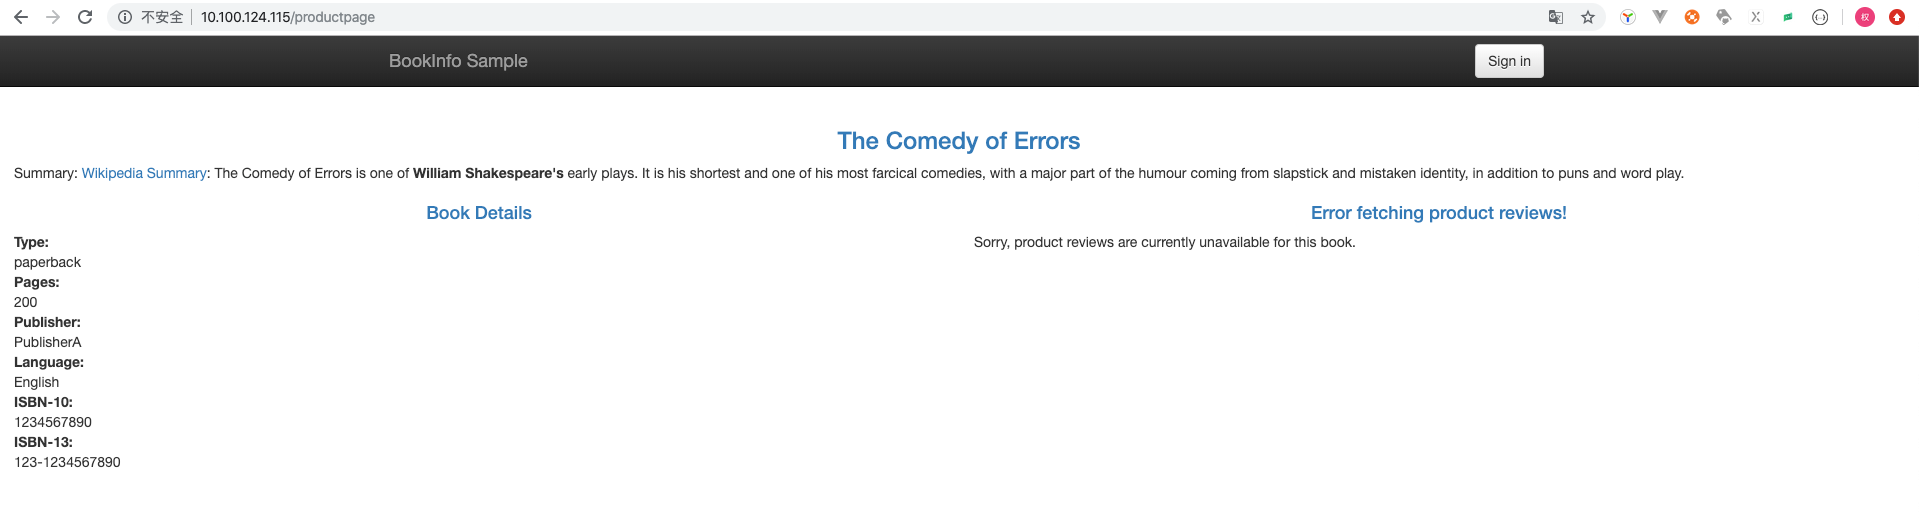 不安全 10.100.124.115/productpage
权
BookInfo Sample
Sign in
The Comedy of Errors
Summary: Wikipedia Summary: The Comedy of Errors is one of William Shakespeare's early plays. It is his shortest and one of his most farcical comedies, with a major part of the humour coming from slapstick and mistaken identity, in addition to puns and word play.
Book Details
Type:
paperback
Pages:
200
Publisher:
PublisherA
Language:
English
ISBN-10:
1234567890
ISBN-13:
123-1234567890
Error fetching product reviews!
Sorry, product reviews are currently unavailable for this book.